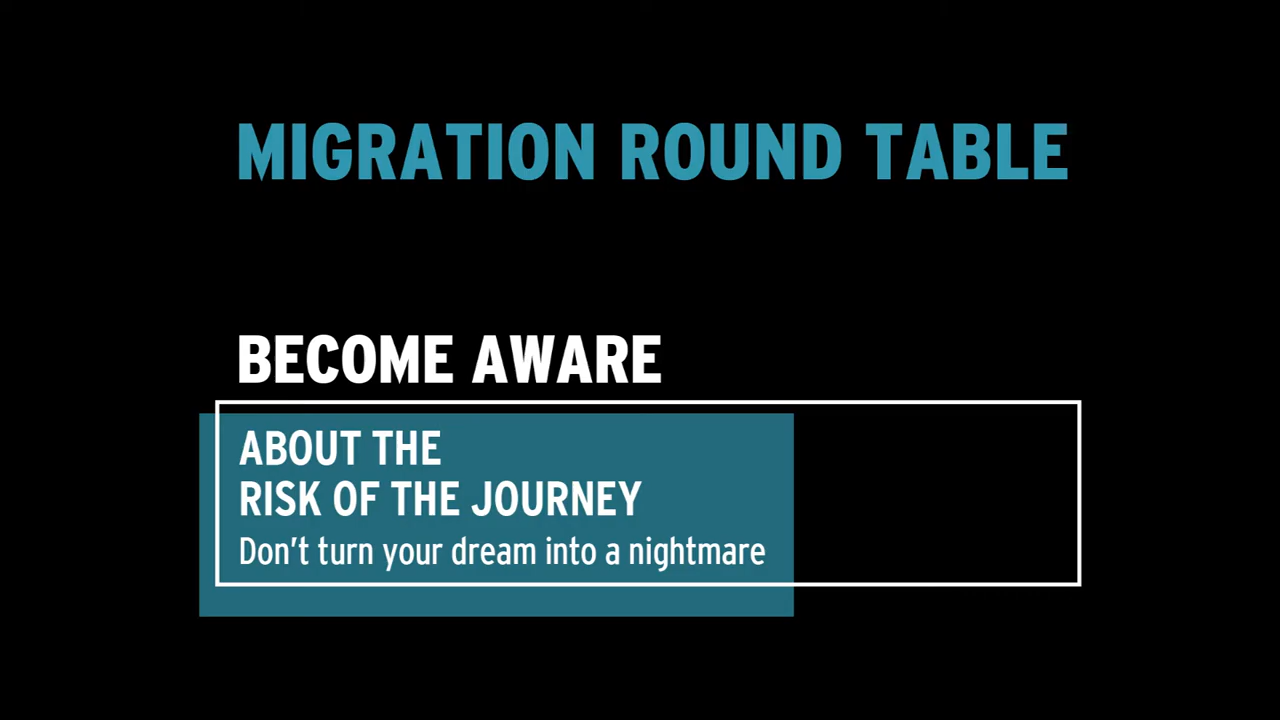 MIGRATION ROUND TABLE
BECOME AWARE
ABOUT THE
RISK OF THE JOURNEY
Don't turn your dream into a nightmare